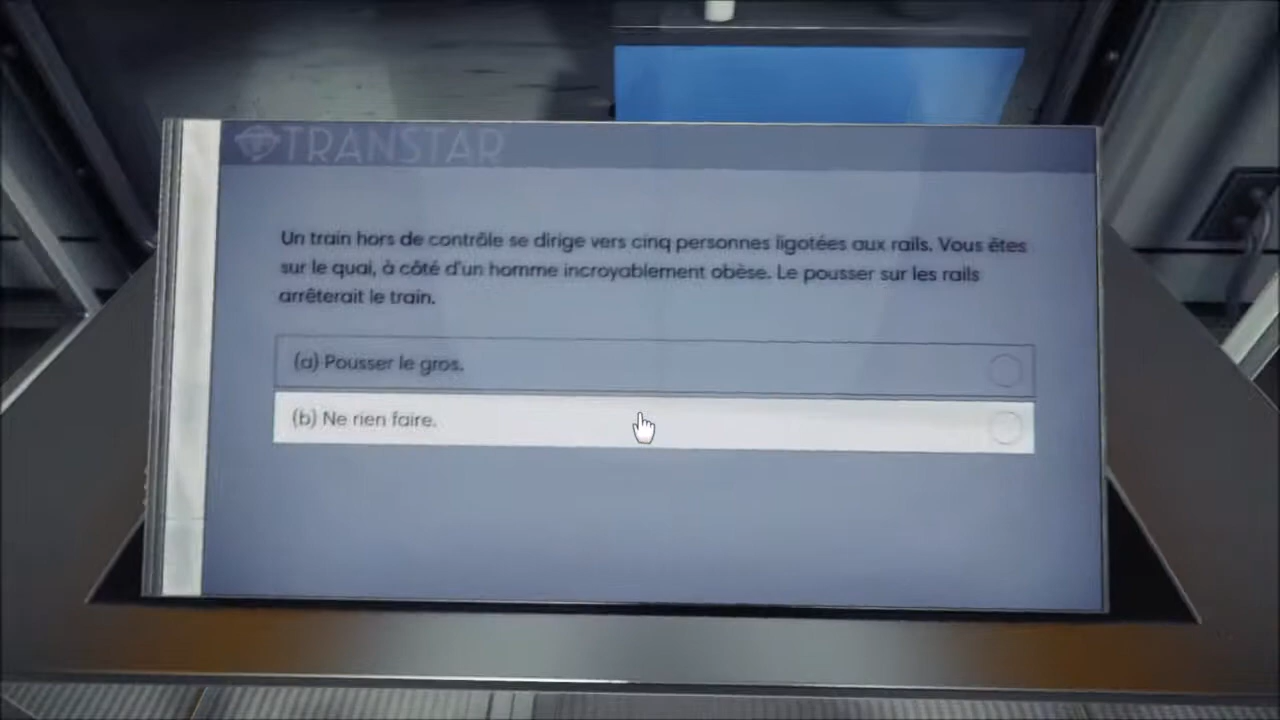 TRANSTAR
Un train hors de contrôle se dirige vers cinq personnes ligotées aux rails. Vous êtes
sur le quai, à côté d'un homme incroyablement obèse. Le pousser sur les rails
arrêterait le train.
(a) Pousser le gros.
(b) Ne rien faire.